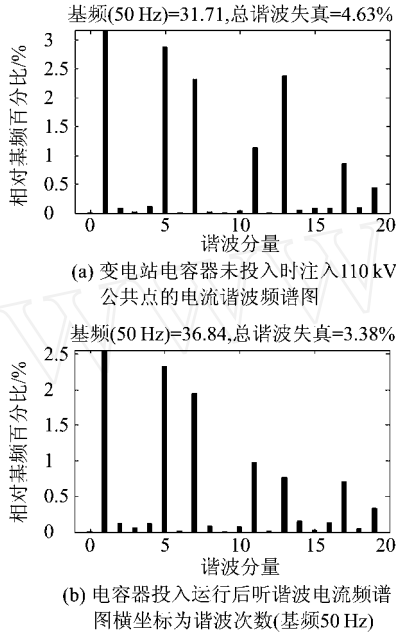 基频(50 Hz)=31.71,总谐波失真=4.63%
相对基频百分比/%
3
2.5
2
1.5
1
0.5
0
0 5 10 15 20
谐波分量
(a) 变电站电容器未投入时注入110 kV
公共点的电流谐波频谱图
基频(50 Hz)=36.84,总谐波失真=3.38%
相对基频百分比/%
2.5
2
1.5
1
0.5
0
0 5 10 15 20
谐波分量
(b) 电容器投入运行后听谐波电流频谱
图横坐标为谐波次数(基频50 Hz)
WWW